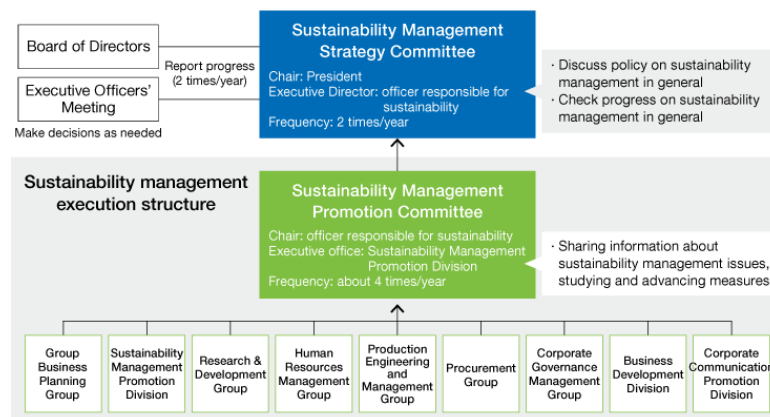 Board of Directors
Executive Officers'
Meeting
Make decisions as needed
Report progress
(2 times/year)
Sustainability Management
Strategy Committee
Chair: President
Executive Director: officer responsible for
sustainability
Frequency: 2 times/year
· Discuss policy on sustainability
management in general
· Check progress on sustainability
management in general
Sustainability management
execution structure
Sustainability Management
Promotion Committee
Chair: officer responsible for sustainability
Executive office: Sustainability Management
Promotion Division
Frequency: about 4 times/year
· Sharing information about
sustainability management issues,
studying and advancing measures
Group
Business
Planning
Group
Sustainability
Management
Promotion
Division
Research &
Development
Group
Human
Resources
Management
Group
Production
Engineering
and
Management
Group
Procurement
Group
Corporate
Governance
Management
Group
Business
Development
Division
Corporate
Communication
Promotion
Division